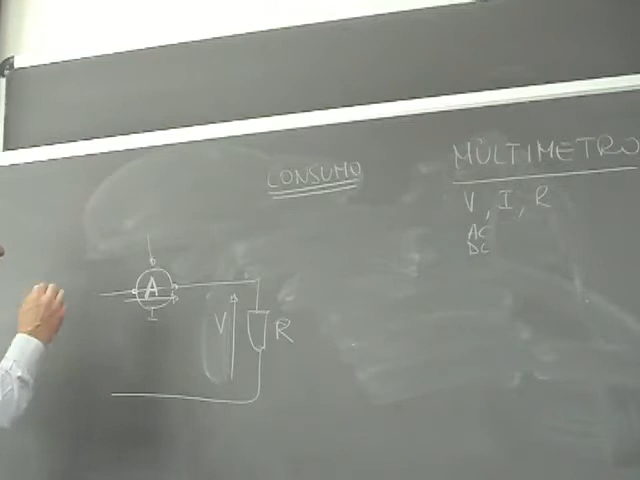 CONSUMO
MULTIMETRO
V, I, R
AC
DC
A
V
R